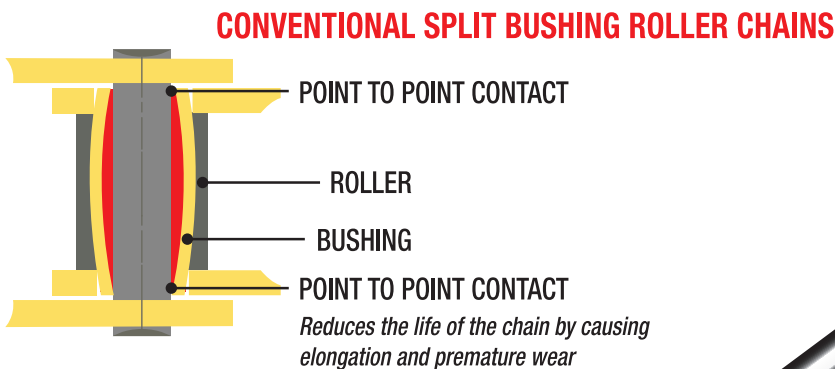 CONVENTIONAL SPLIT BUSHING ROLLER CHAINS
POINT TO POINT CONTACT
ROLLER
BUSHING
POINT TO POINT CONTACT
Reduces the life of the chain by causing
elongation and premature wear